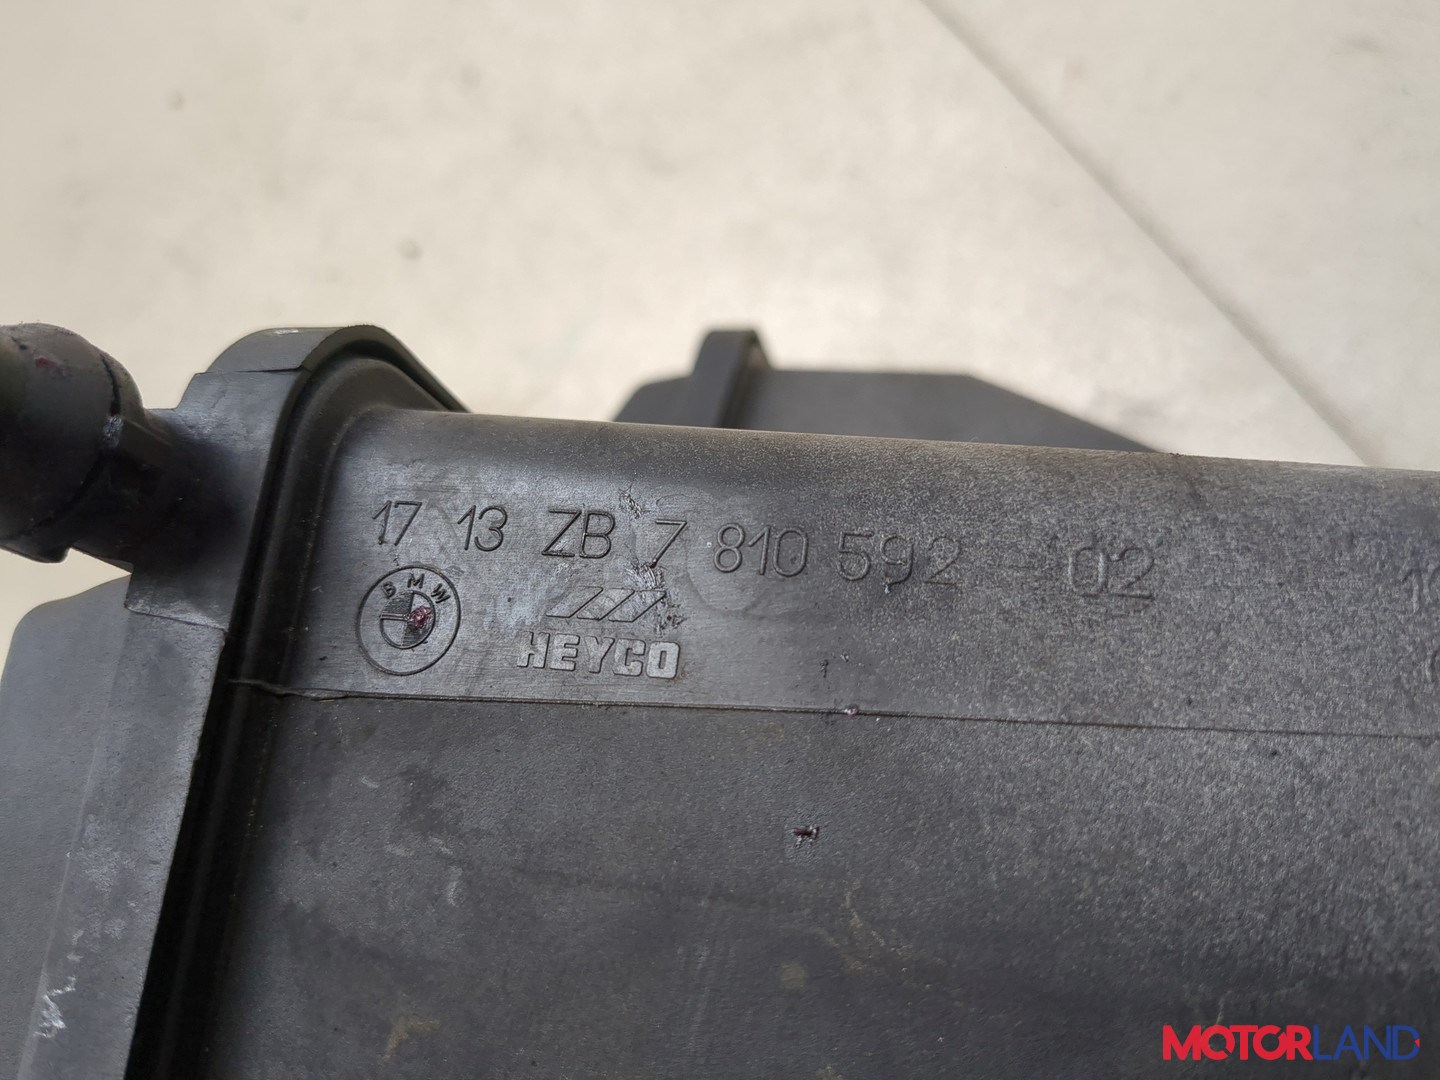 17 13 ZB 7 810 592 - 02
BMW
HEYCO
MOTORLAND